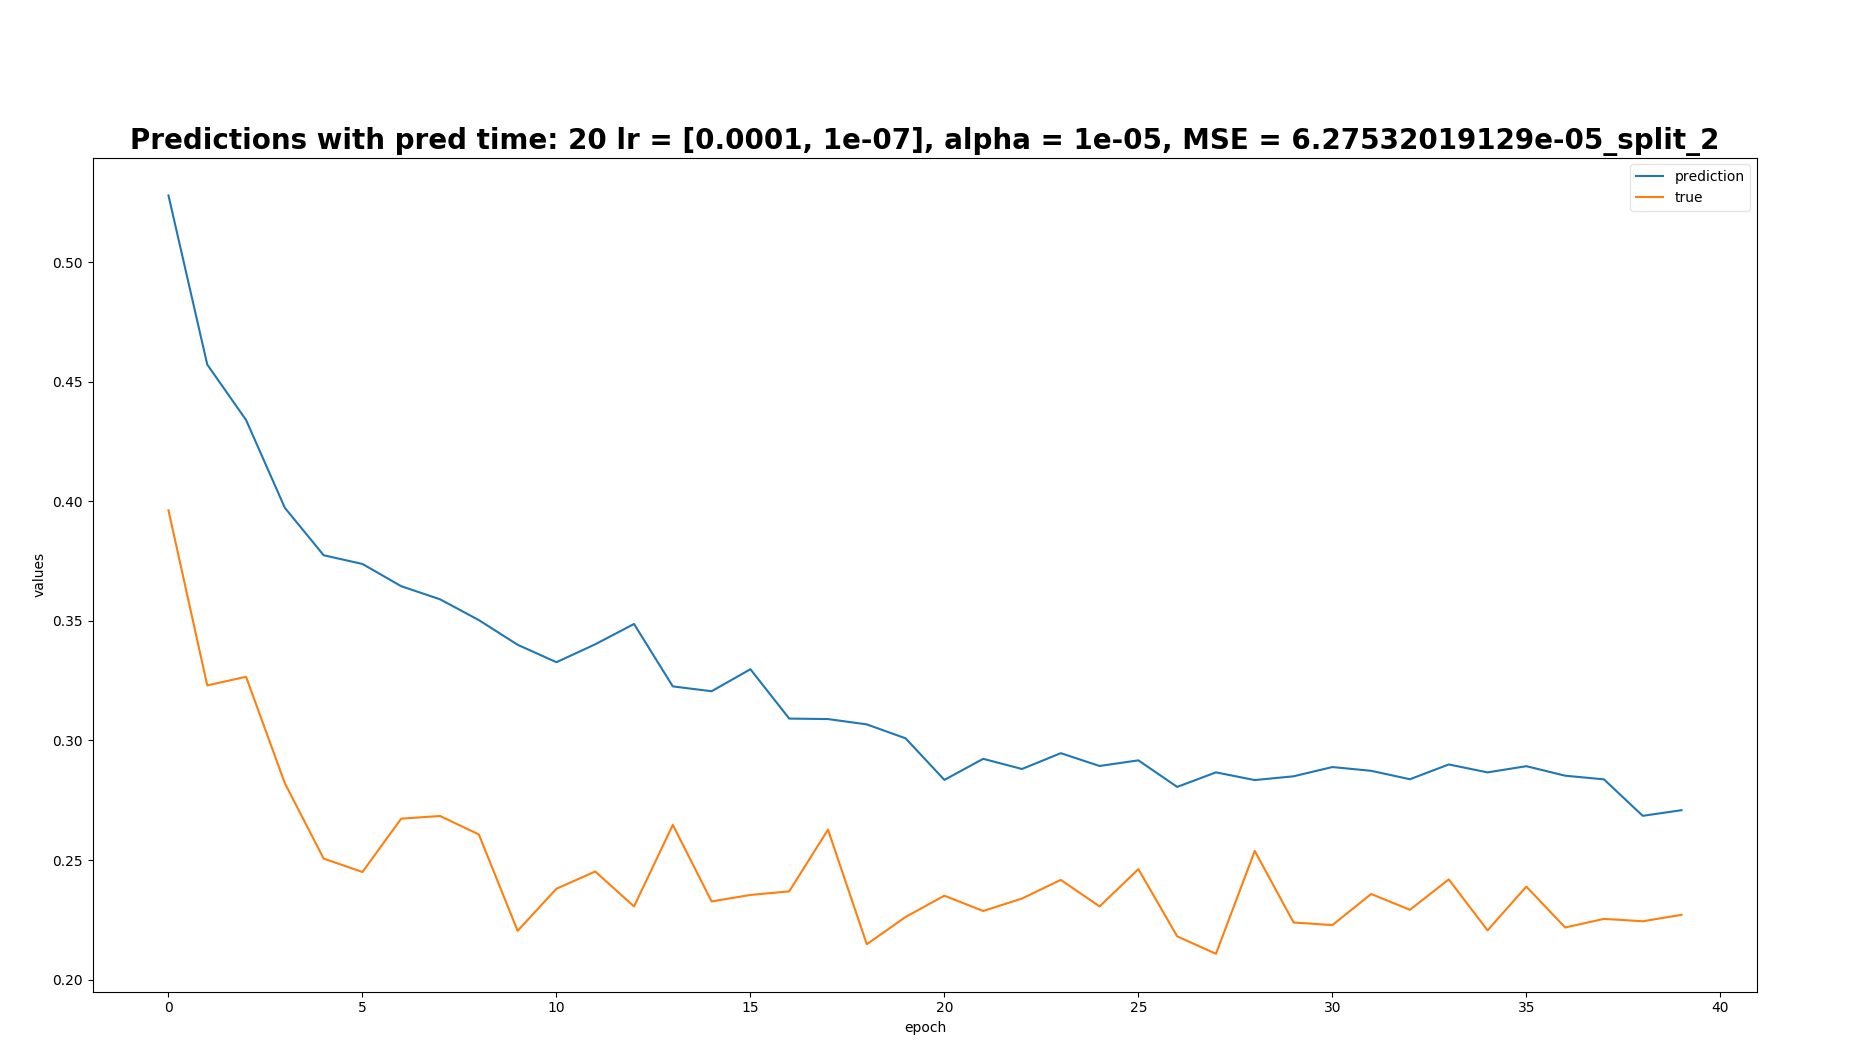 Predictions with pred time: 20 lr = [0.0001, 1e-07], alpha = 1e-05, MSE = 6.27532019129e-05_split_2
prediction
true
0.50
0.45
0.40
0.35
0.30
0.25
0.20
values
0 5 10 15 20 25 30 35 40
epoch